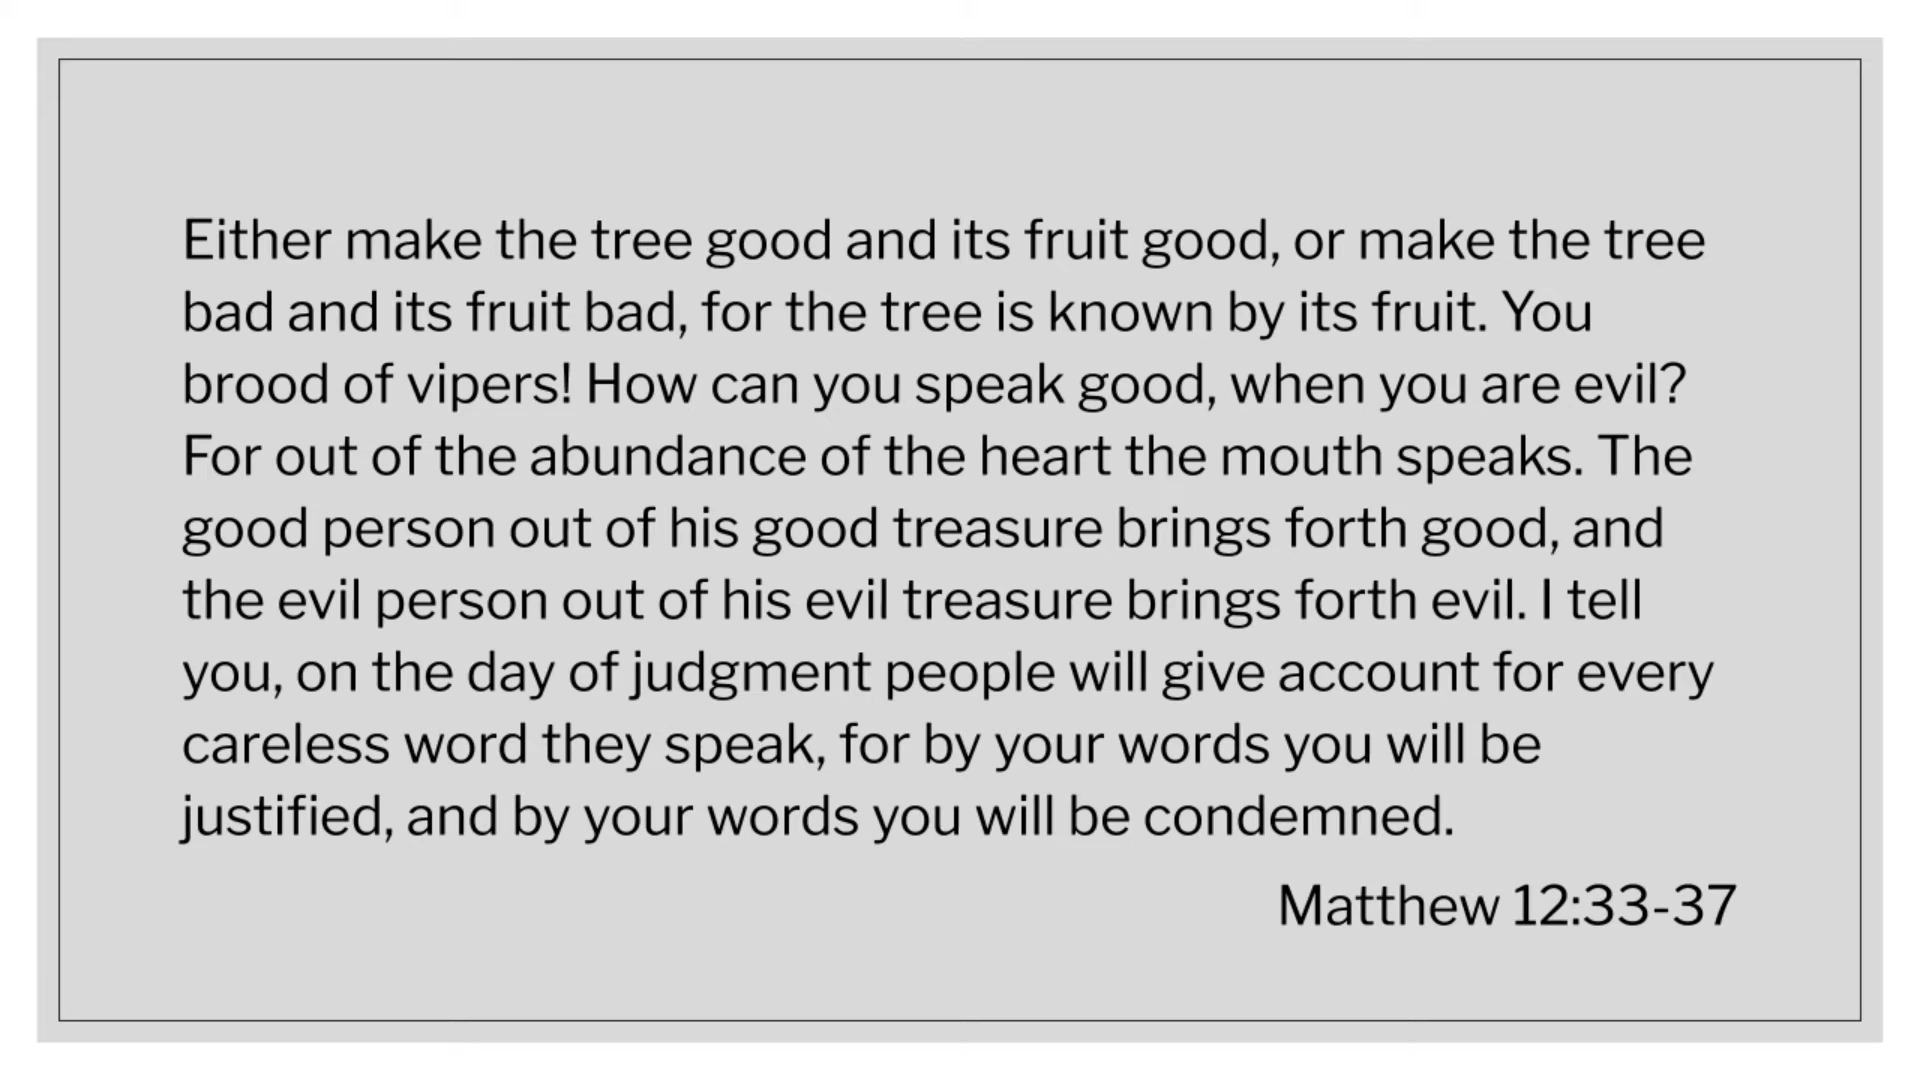 Either make the tree good and its fruit good, or make the tree
bad and its fruit bad, for the tree is known by its fruit. You
brood of vipers! How can you speak good, when you are evil?
For out of the abundance of the heart the mouth speaks. The
good person out of his good treasure brings forth good, and
the evil person out of his evil treasure brings forth evil. I tell
you, on the day of judgment people will give account for every
careless word they speak, for by your words you will be
justified, and by your words you will be condemned.
Matthew 12:33-37